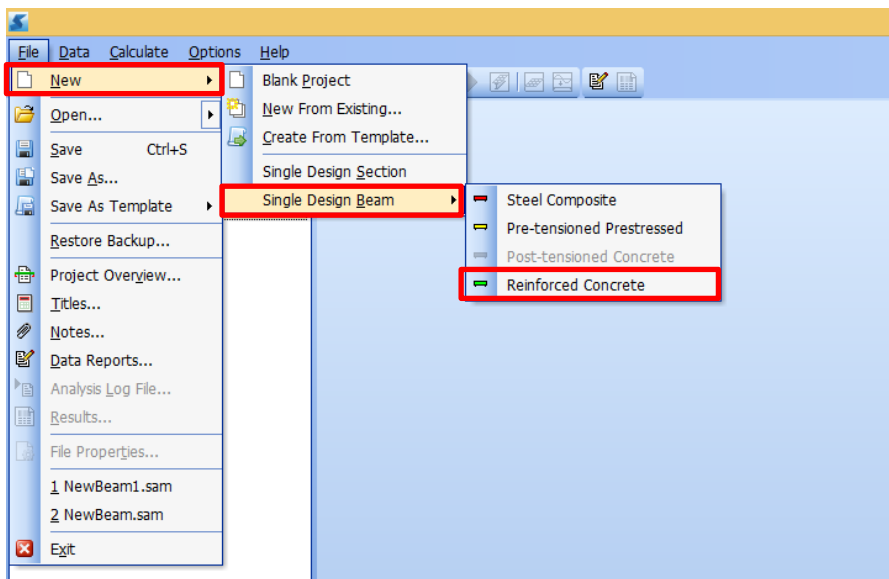 File Data Calculate Options Help
New
Open...
Save Ctrl+S
Save As...
Save As Template
Restore Backup...
Project Overview...
Titles...
Notes...
Data Reports...
Analysis Log File...
Results...
File Properties...
1 NewBeam1.sam
2 NewBeam.sam
Exit
Blank Project
New From Existing...
Create From Template...
Single Design Section
Single Design Beam
Steel Composite
Pre-tensioned Prestressed
Post-tensioned Concrete
Reinforced Concrete